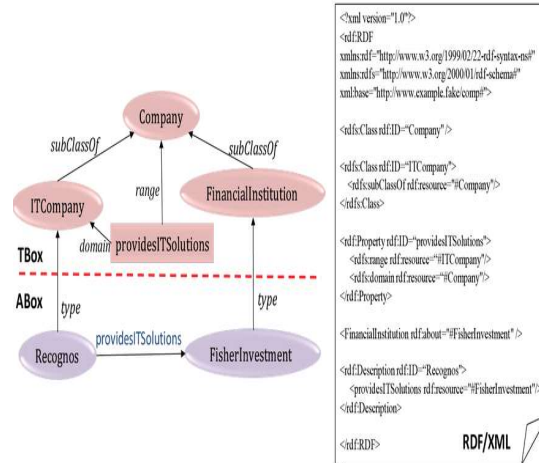 Company
subClassOf
subClassOf
range
ITCompany
FinancialInstitution
domain
providesITSolutions
TBox
ABox
type
type
providesITSolutions
Recognos
FisherInvestment
<?xml version="1.0"?>
<rdf:RDF
xmlns:rdf="http://www.w3.org/1999/02/22-rdf-syntax-ns#"
xmlns:rdfs="http://www.w3.org/2000/01/rdf-schema#"
xml:base="http://www.example.fake/comp#">
<rdfs:Class rdf:ID="Company" />
<rdfs:Class rdf:ID="ITCompany">
<rdfs:subClassOf rdf:resource="#Company"/>
</rdfs:Class>
<rdf:Property rdf:ID="providesITSolutions">
<rdfs:range rdf:resource="#ITCompany"/>
<rdfs:domain rdf:resource="#Company"/>
</rdf:Property>
<FinancialInstitution rdf:about="#FisherInvestment" />
<rdf:Description rdf:ID="Recognos">
<providesITSolutions rdf:resource="#FisherInvestment"/>
</rdf:Description>
</rdf:RDF>
RDF/XML